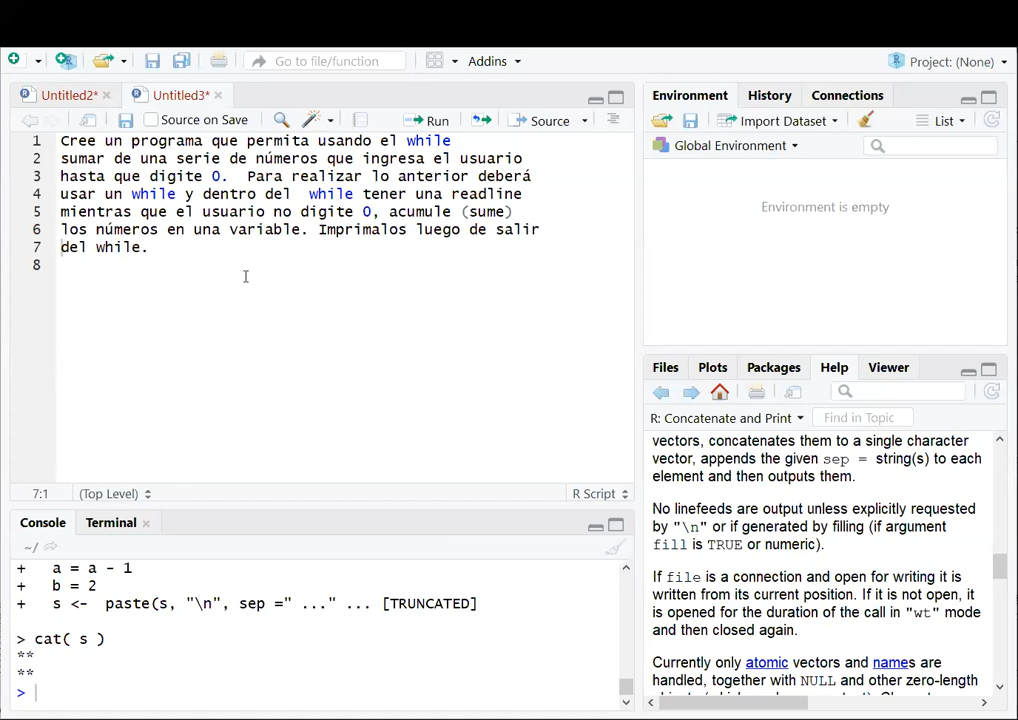 Go to file/function
Addins
Project: (None)
Untitled2*
Untitled3*
Source on Save
Run
Source
1 Cree un programa que permita usando el while
2 sumar de una serie de números que ingresa el usuario
3 hasta que digite 0.  Para realizar lo anterior deberá
4 usar un while y dentro del  while tener una readline
5 mientras que el usuario no digite 0, acumule (sume)
6 los números en una variable. Imprimalos luego de salir
7 del while.
8
7:1
(Top Level)
R Script
Console
Terminal
~/
+   a = a - 1
+   b = 2
+   s <-  paste(s, "\n", sep =" ..." ... [TRUNCATED]
> cat( s )
**
**
>
Environment
History
Connections
Import Dataset
List
Global Environment
Environment is empty
Files
Plots
Packages
Help
Viewer
R: Concatenate and Print
Find in Topic
vectors, concatenates them to a single character
vector, appends the given sep = string(s) to each
element and then outputs them.
No linefeeds are output unless explicitly requested
by "\n" or if generated by filling (if argument
fill is TRUE or numeric).
If file is a connection and open for writing it is
written from its current position. If it is not open, it
is opened for the duration of the call in "wt" mode
and then closed again.
Currently only atomic vectors and names are
handled, together with NULL and other zero-length